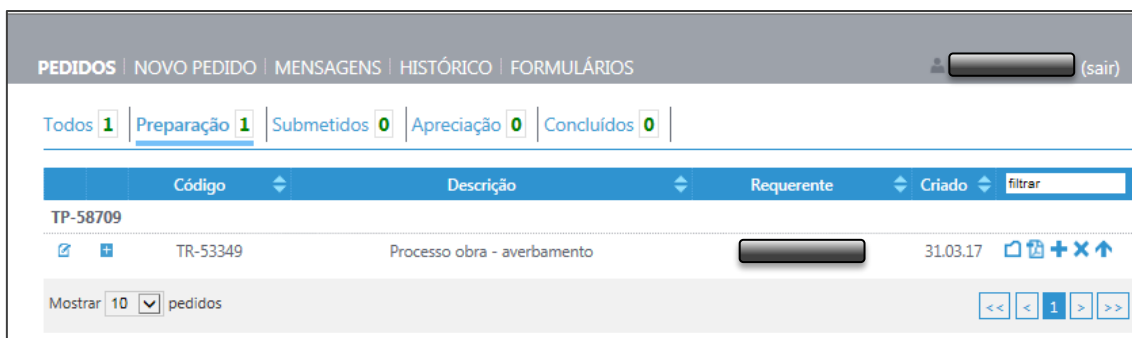 PEDIDOS | NOVO PEDIDO | MENSAGENS | HISTÓRICO | FORMULÁRIOS (sair)
Todos 1 Preparação 1 Submetidos 0 Apreciação 0 Concluídos 0
Código Descrição Requerente Criado filtrar
TP-58709
TR-53349 Processo obra - averbamento 31.03.17
Mostrar 10 pedidos << < 1 > >>